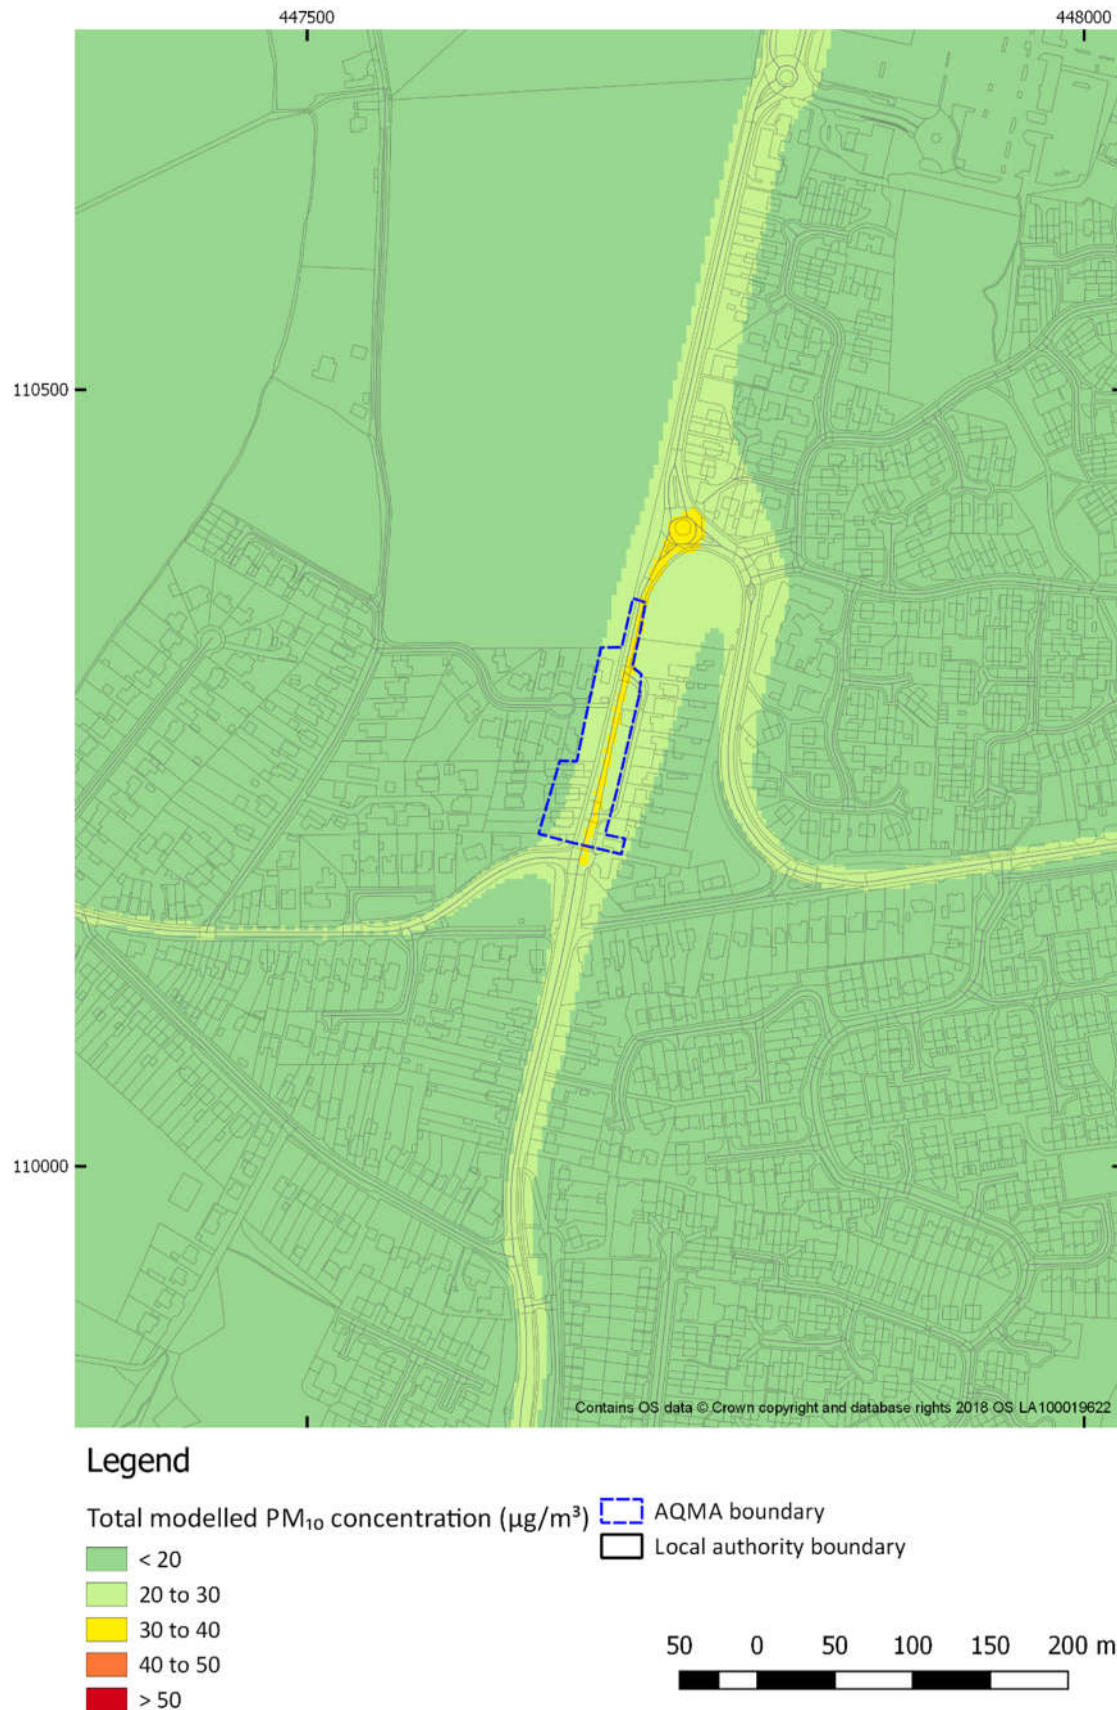 447500
448000
110500
110000
Contains OS data © Crown copyright and database rights 2018 OS LA100019622
Legend
Total modelled PM₁₀ concentration (µg/m³)
< 20
20 to 30
30 to 40
40 to 50
> 50
AQMA boundary
Local authority boundary
50 0 50 100 150 200 m